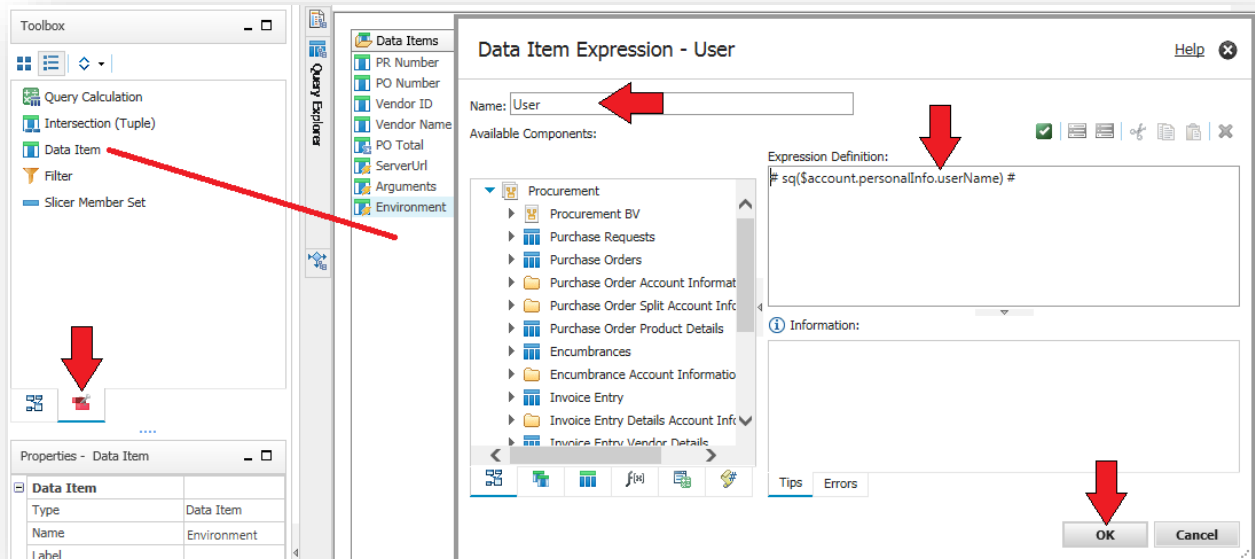 Toolbox
Query Calculation
Intersection (Tuple)
Data Item
Filter
Slicer Member Set
Properties - Data Item
Data Item
Type Data Item
Name Environment
Label
Query Explorer
Data Items
PR Number
PO Number
Vendor ID
Vendor Name
PO Total
ServerUrl
Arguments
Environment
Data Item Expression - User
Help
Name: User
Available Components:
Procurement
Procurement BV
Purchase Requests
Purchase Orders
Purchase Order Account Informat
Purchase Order Split Account Info
Purchase Order Product Details
Encumbrances
Encumbrance Account Informatio
Invoice Entry
Invoice Entry Details Account Info
Invoice Entry Vendor Details
Expression Definition:
# sq($account.personalInfo.userName) #
Information:
Tips Errors
OK Cancel